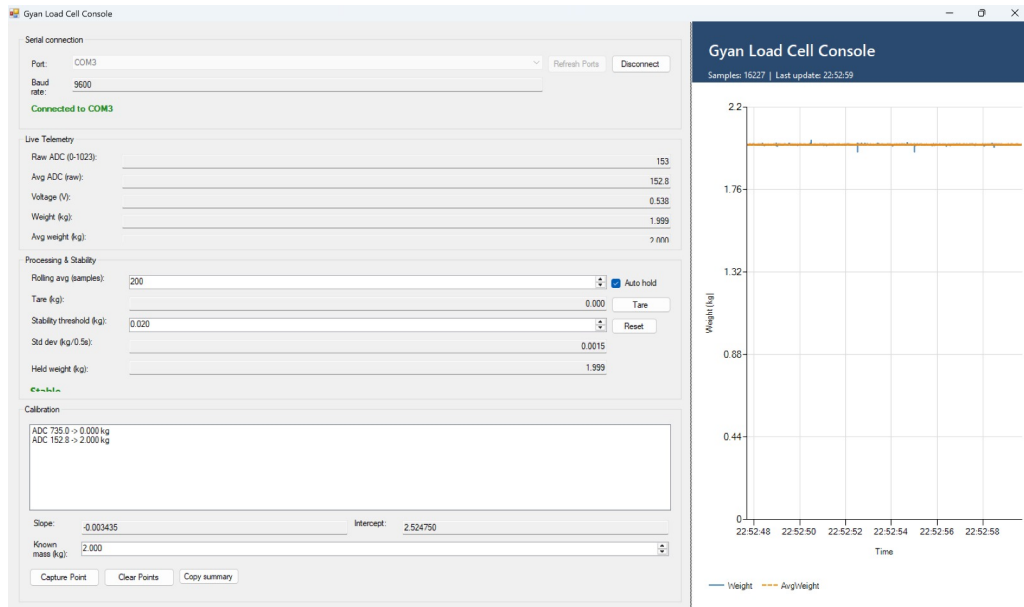 Gyan Load Cell Console
Serial connection
Port: COM3 Refresh Ports Disconnect
Baud rate: 9600
Connected to COM3
Live Telemetry
Raw ADC (0-1023): 153
Avg ADC (raw): 152.8
Voltage (V): 0.538
Weight (kg): 1.999
Avg weight (kg): 2.000
Processing & Stability
Rolling avg (samples): 200 Auto hold
Tare (kg): 0.000 Tare
Stability threshold (kg): 0.020 Reset
Std dev (kg/0.5s): 0.0015
Held weight (kg): 1.999
Stable
Calibration
ADC 735.0 -> 0.000 kg
ADC 152.8 -> 2.000 kg
Slope: -0.003435 Intercept: 2.524750
Known mass (kg): 2.000
Capture Point Clear Points Copy summary
Gyan Load Cell Console
Samples: 16227 | Last update: 22:52:59
2.2
1.76
1.32
0.88
0.44
0
Weight (kg)
22:52:48 22:52:50 22:52:52 22:52:54 22:52:56 22:52:58
Time
Weight AvgWeight